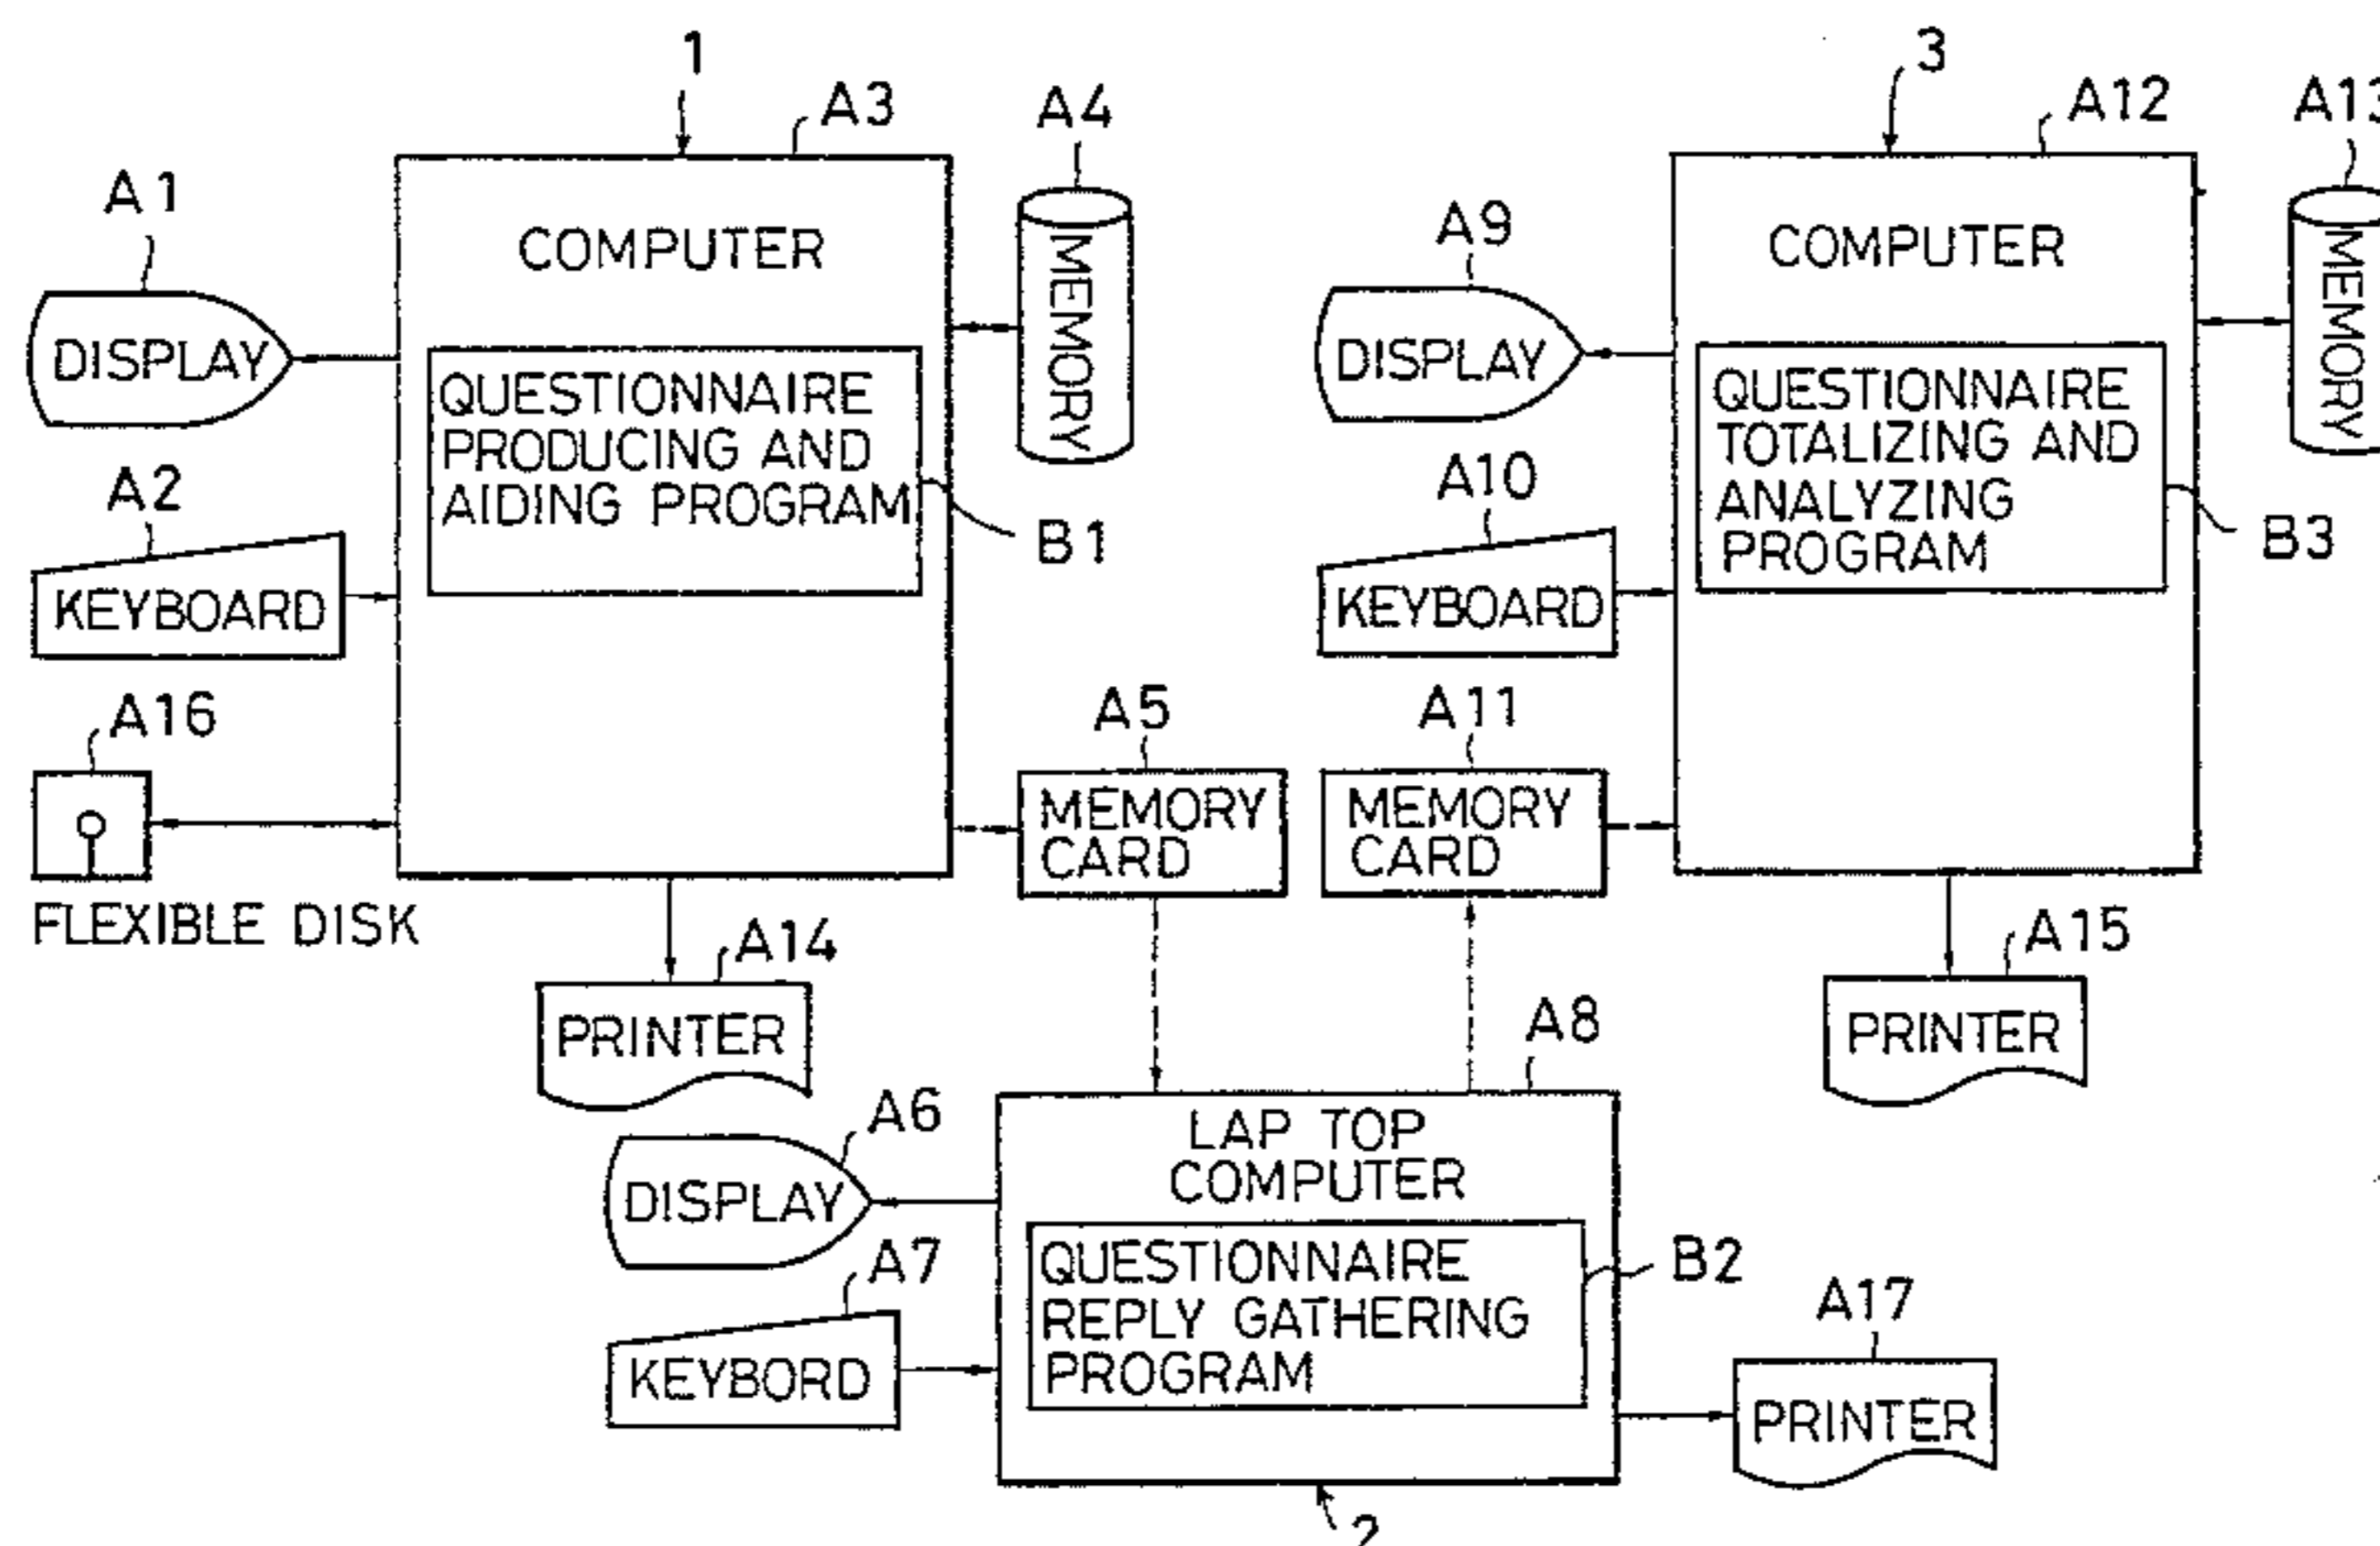 1
A3
A4
A1
COMPUTER
MEMORY
DISPLAY
QUESTIONNAIRE
PRODUCING AND
AIDING PROGRAM
A2
B1
KEYBOARD
A16
A5
MEMORY
CARD
FLEXIBLE DISK
A14
PRINTER
3
A12
A13
A9
COMPUTER
MEMORY
DISPLAY
QUESTIONNAIRE
TOTALIZING AND
ANALYZING
PROGRAM
A10
B3
KEYBOARD
A11
MEMORY
CARD
A15
PRINTER
A8
A6
LAP TOP
COMPUTER
DISPLAY
QUESTIONNAIRE
REPLY GATHERING
PROGRAM
A7
B2
KEYBORD
A17
PRINTER
2